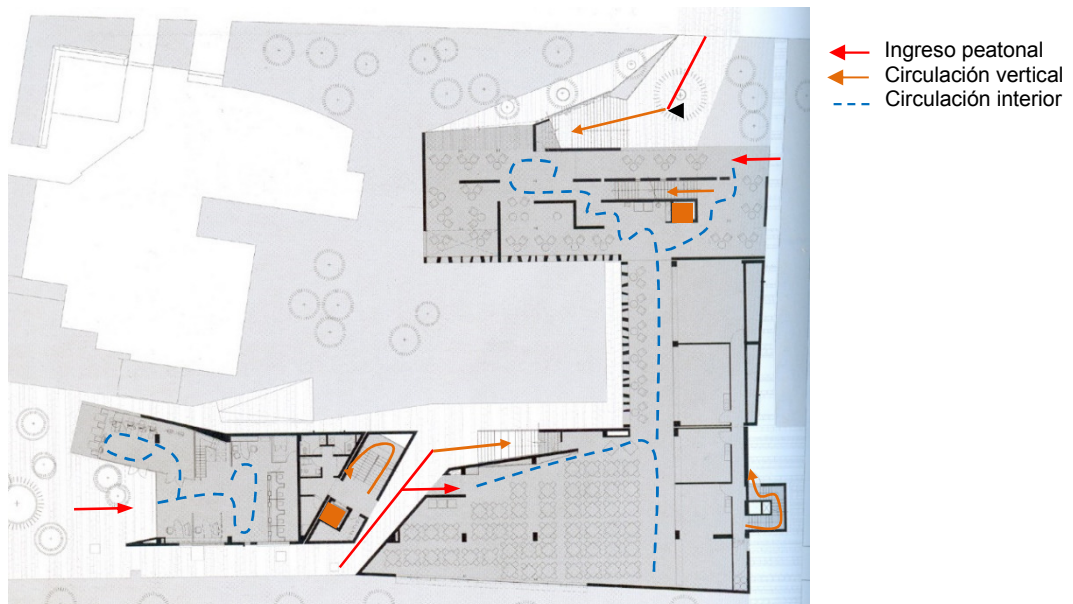 Ingreso peatonal
Circulación vertical
Circulación interior